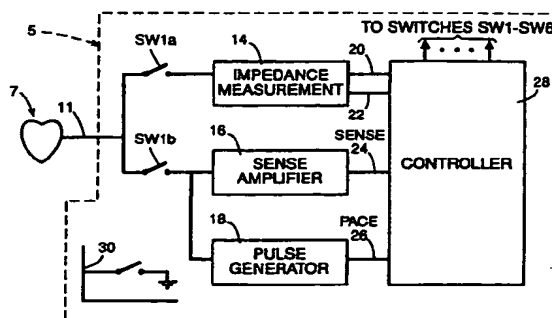 TO SWITCHES SW1-SW6
5
SW1a
14
20
28
7
11
IMPEDANCE
MEASUREMENT
22
SW1b
16
SENSE
24
SENSE
AMPLIFIER
CONTROLLER
18
PACE
26
30
PULSE
GENERATOR